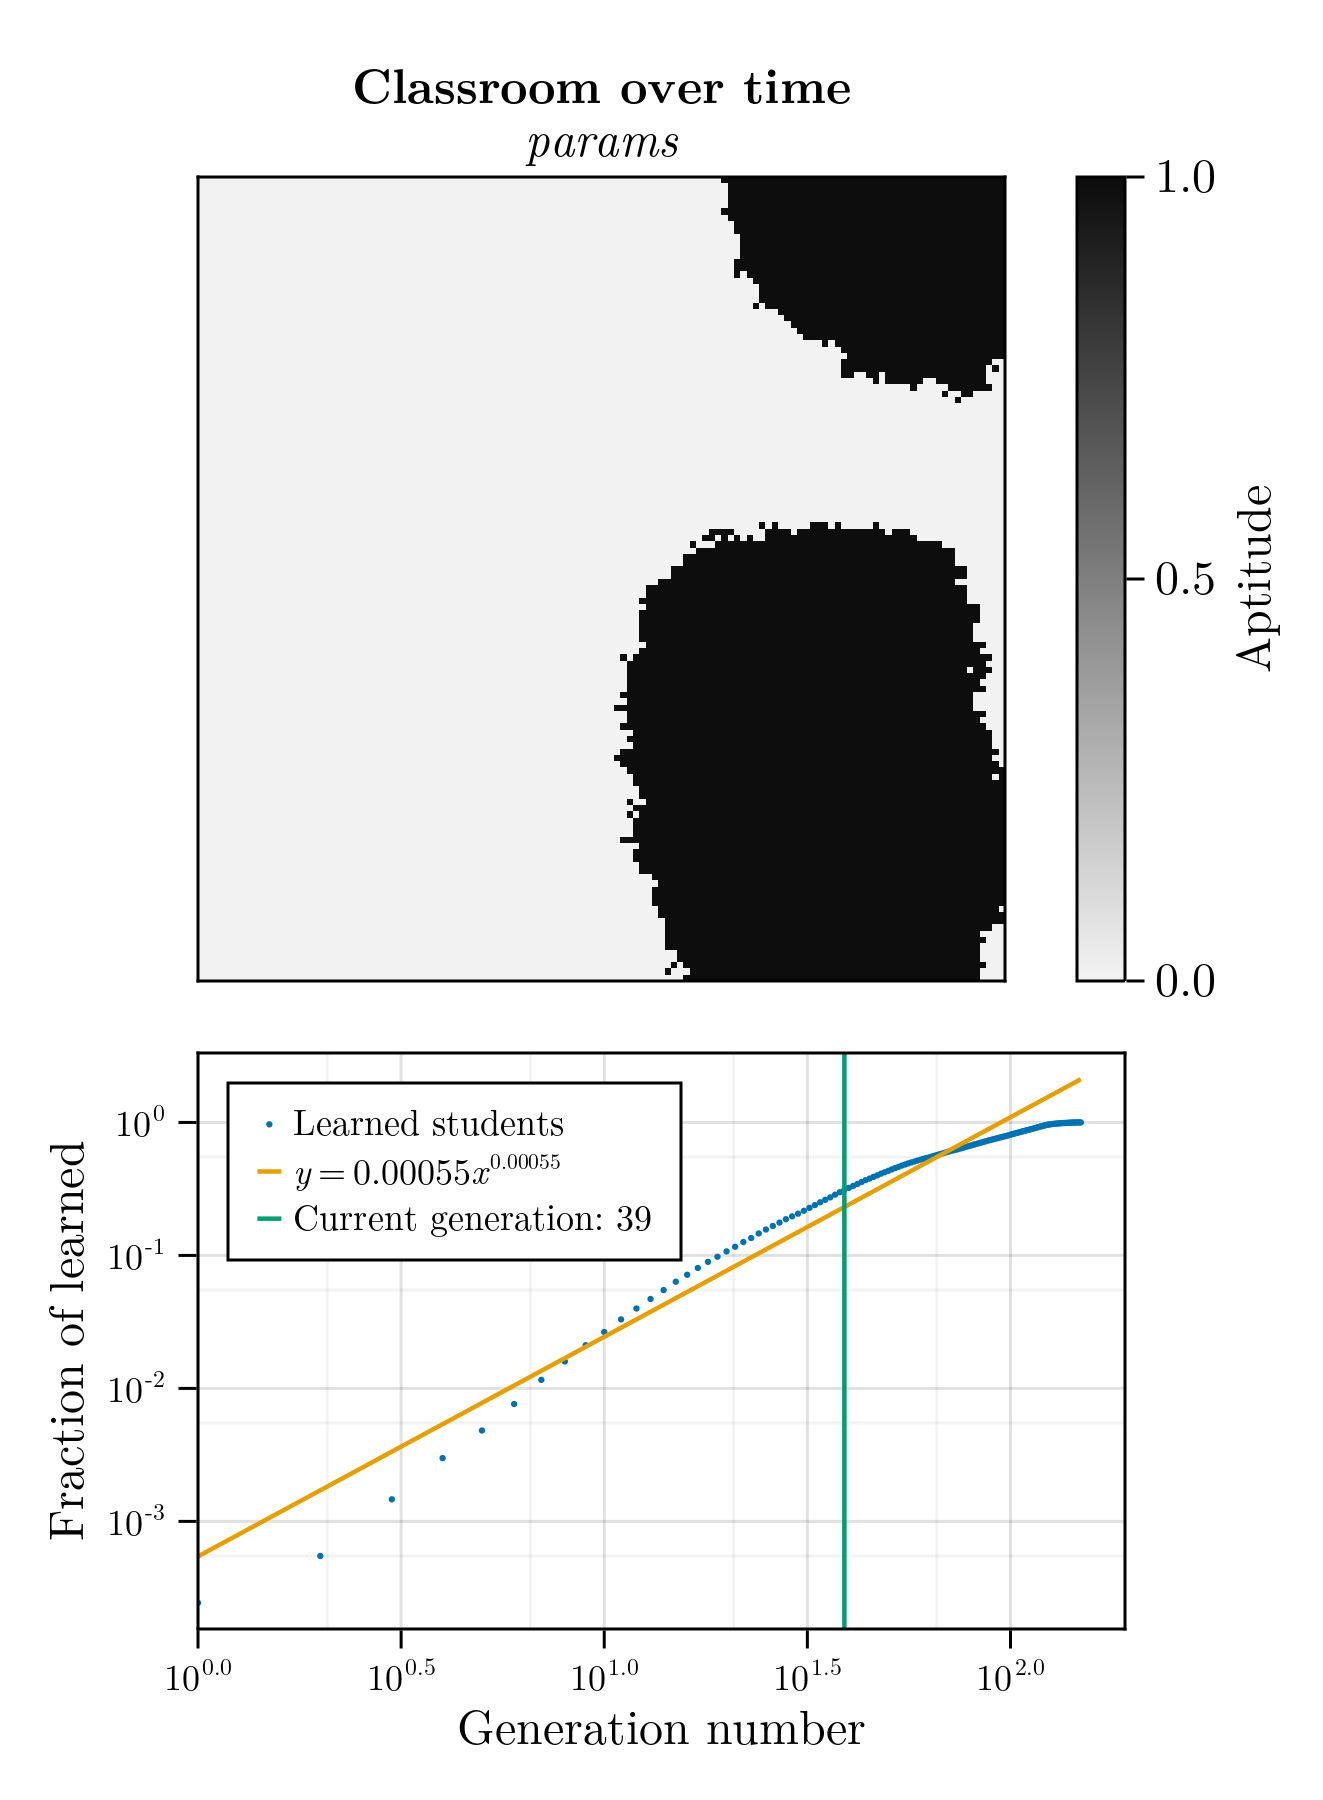 Classroom over time
params
1.0
0.5
0.0
Aptitude
10^0
10^-1
10^-2
10^-3
Fraction of learned
Learned students
y = 0.00055x^0.00055
Current generation: 39
10^0.0 10^0.5 10^1.0 10^1.5 10^2.0
Generation number